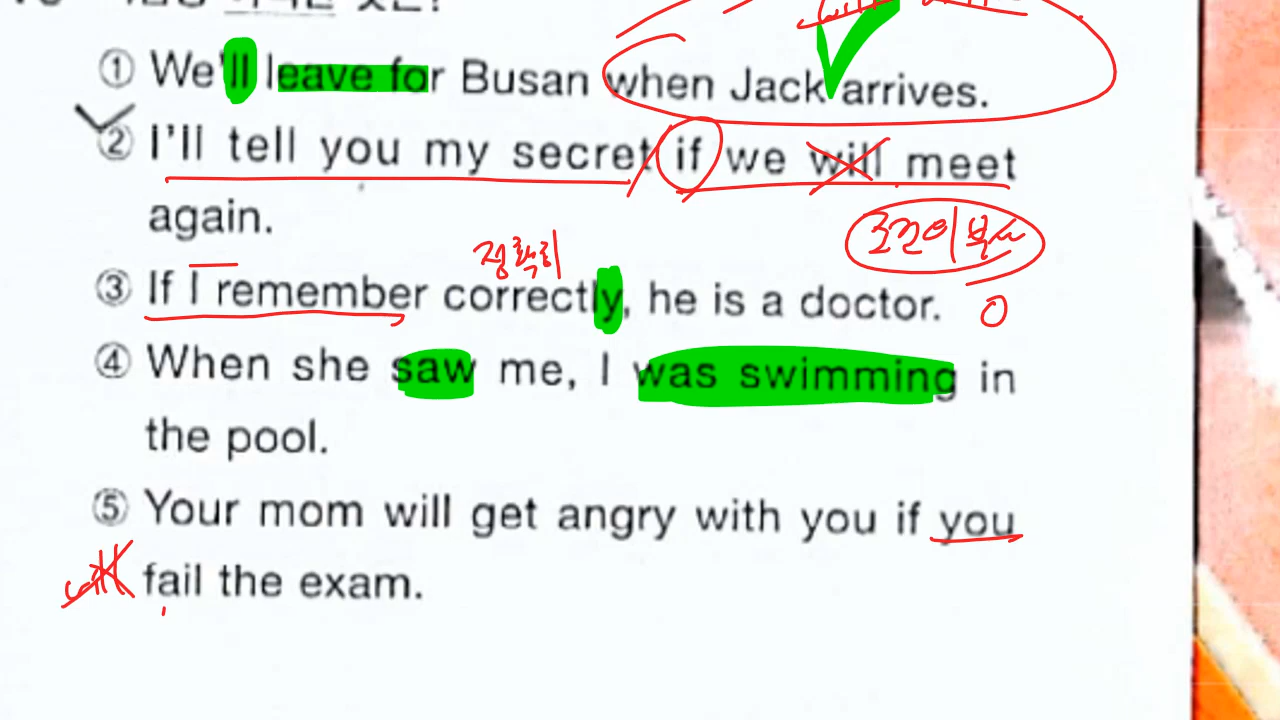 ① We'll leave for Busan when Jack arrives.
② I'll tell you my secret if we will meet
again.
조건이 부사
정확히
③ If I remember correctly, he is a doctor.
④ When she saw me, I was swimming in
the pool.
⑤ Your mom will get angry with you if you
will fail the exam.